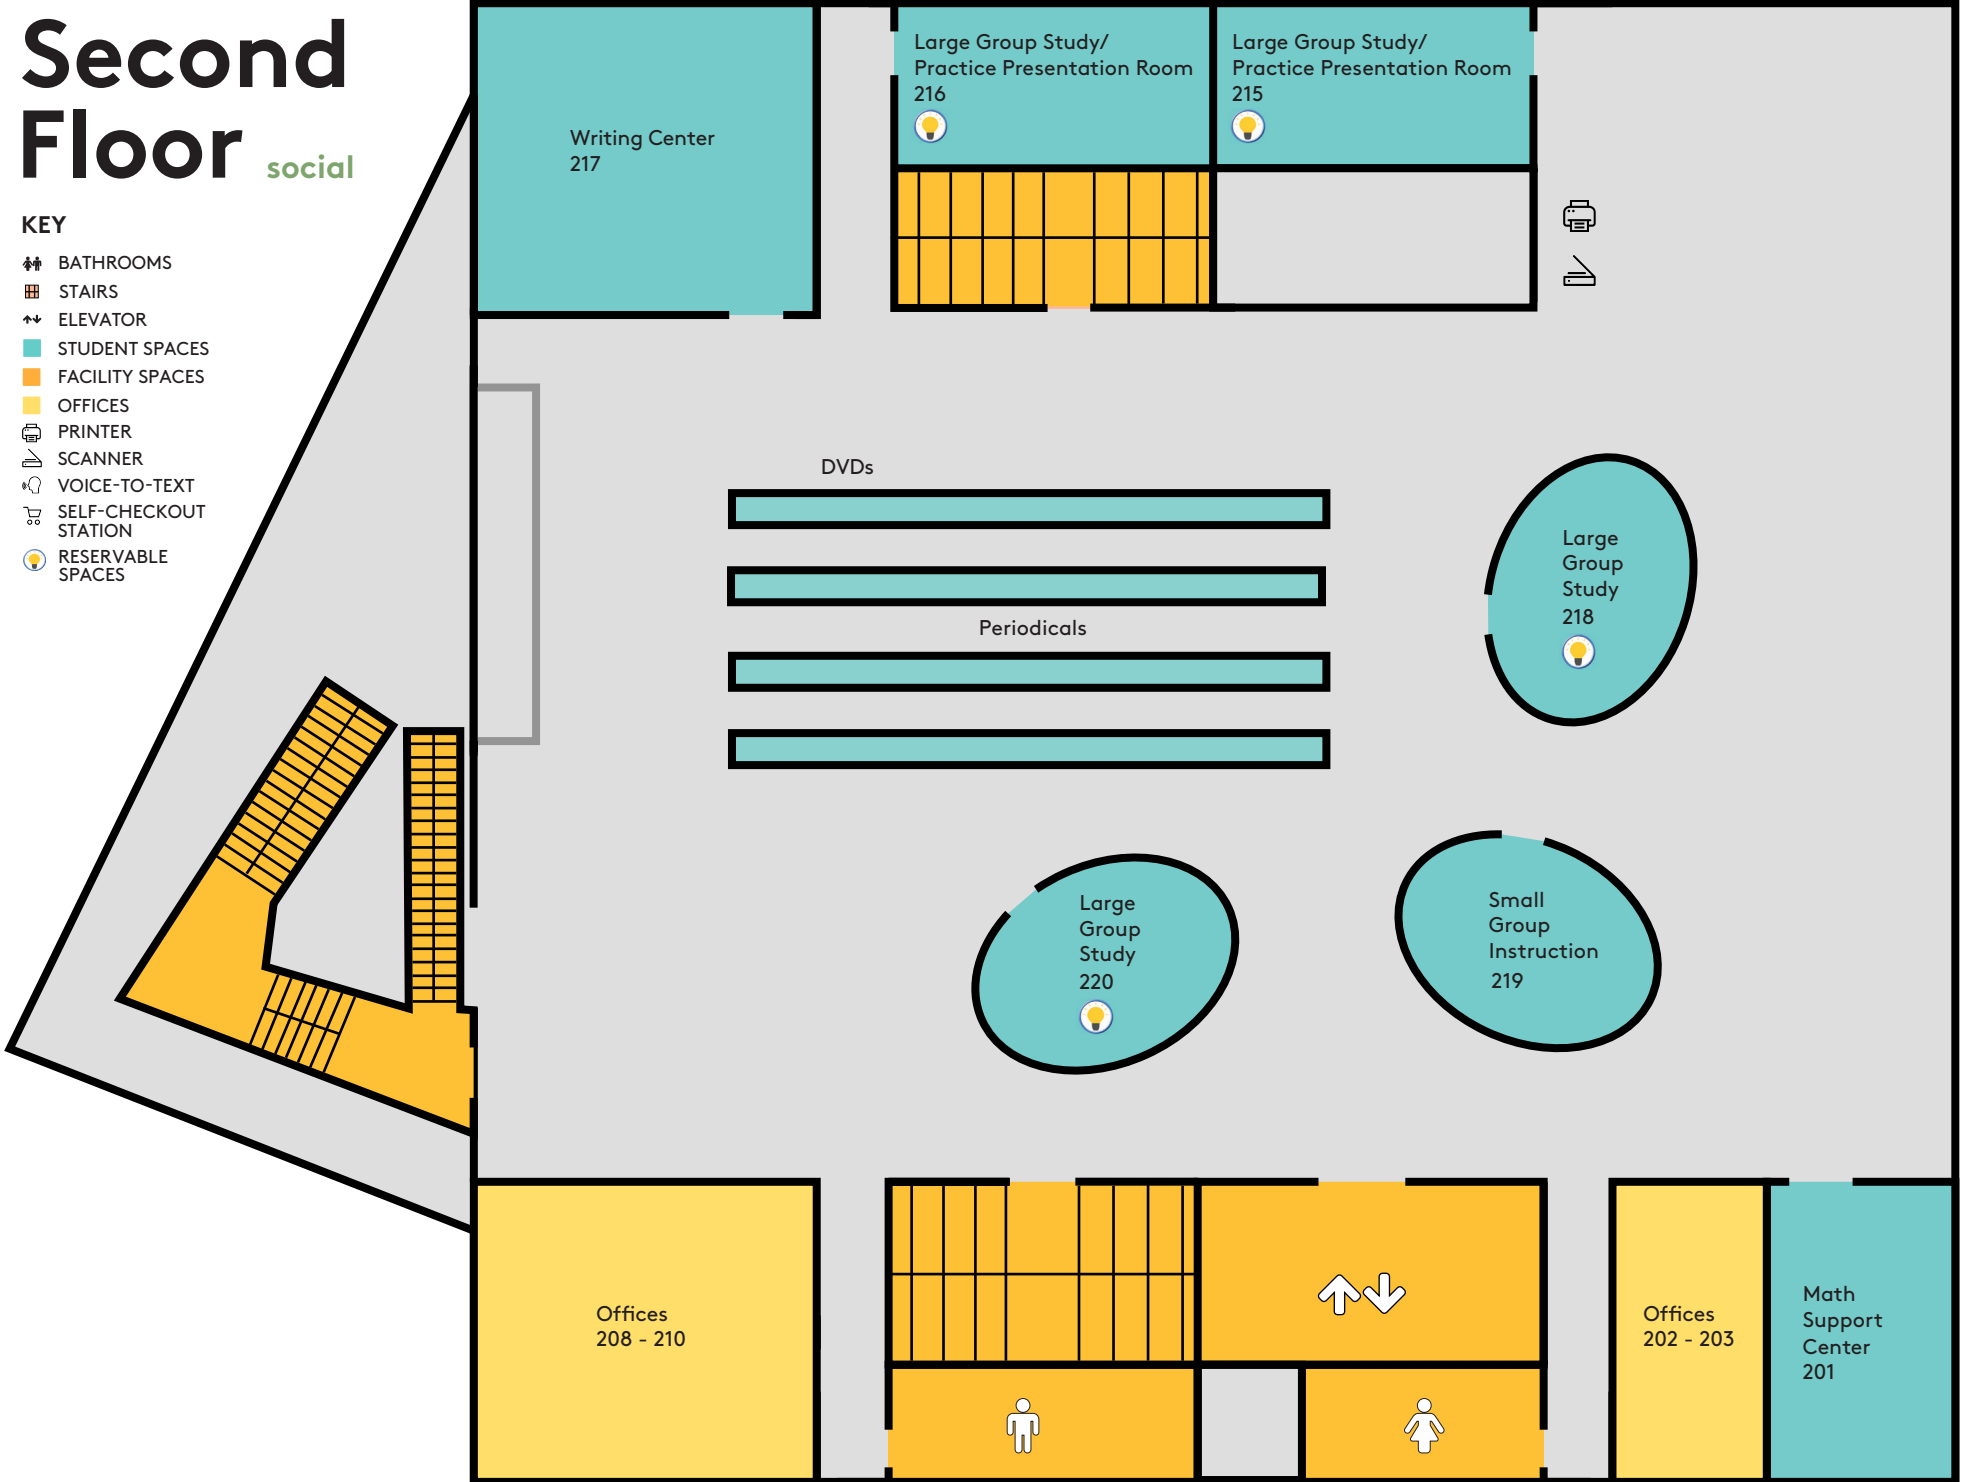 Second
Floor social
KEY
BATHROOMS
STAIRS
ELEVATOR
STUDENT SPACES
FACILITY SPACES
OFFICES
PRINTER
SCANNER
VOICE-TO-TEXT
SELF-CHECKOUT
STATION
RESERVABLE
SPACES
Writing Center
217
Large Group Study/
Practice Presentation Room
216
Large Group Study/
Practice Presentation Room
215
DVDs
Periodicals
Large
Group
Study
218
Large
Group
Study
220
Small
Group
Instruction
219
Offices
208 - 210
Offices
202 - 203
Math
Support
Center
201